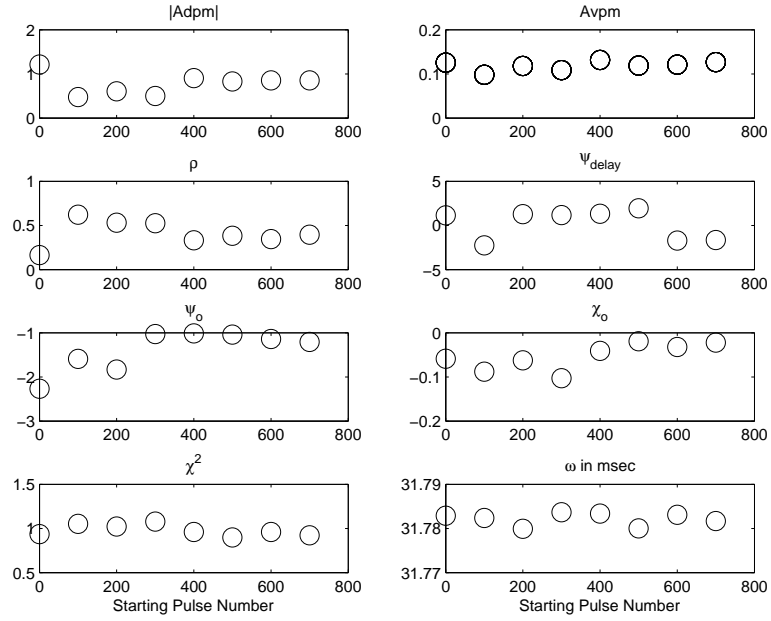 |Adpm|
2
1
0
0 200 400 600 800
Avpm
0.2
0.1
0
0 200 400 600 800
ρ
1
0.5
0
0 200 400 600 800
ψdelay
5
0
−5
0 200 400 600 800
ψo
−1
−2
−3
0 200 400 600 800
χo
0
−0.1
−0.2
0 200 400 600 800
χ2
1.5
1
0.5
0 200 400 600 800
Starting Pulse Number
ω in msec
31.79
31.78
31.77
0 200 400 600 800
Starting Pulse Number